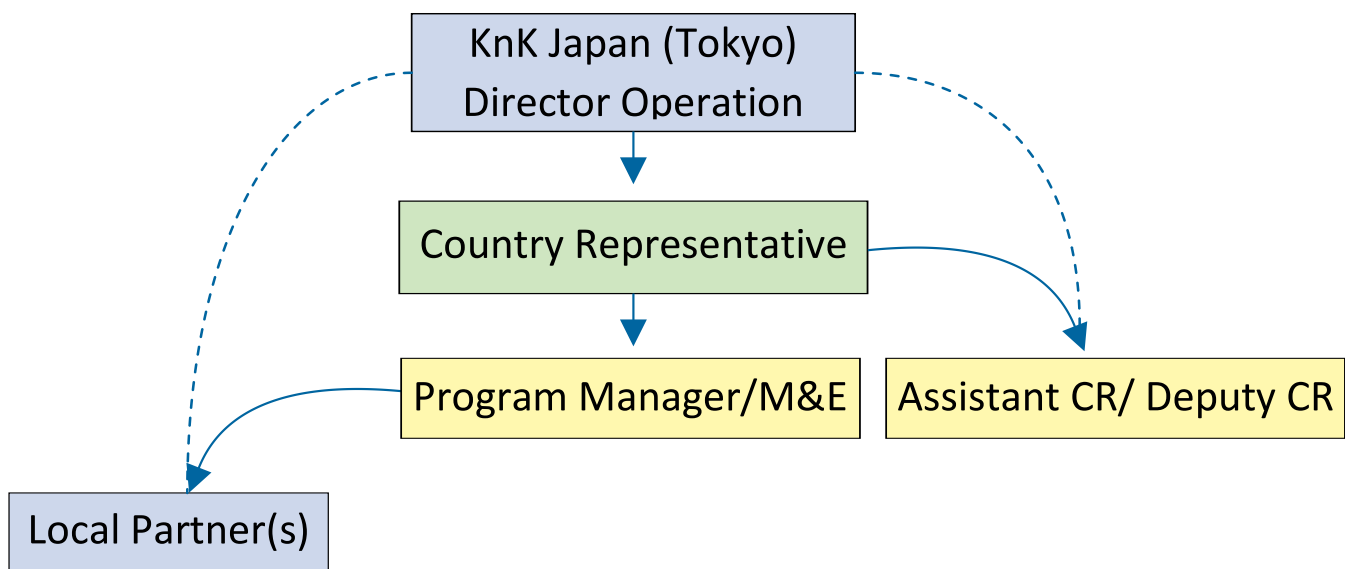 KnK Japan (Tokyo)
Director Operation
Country Representative
Program Manager/M&E
Assistant CR/ Deputy CR
Local Partner(s)